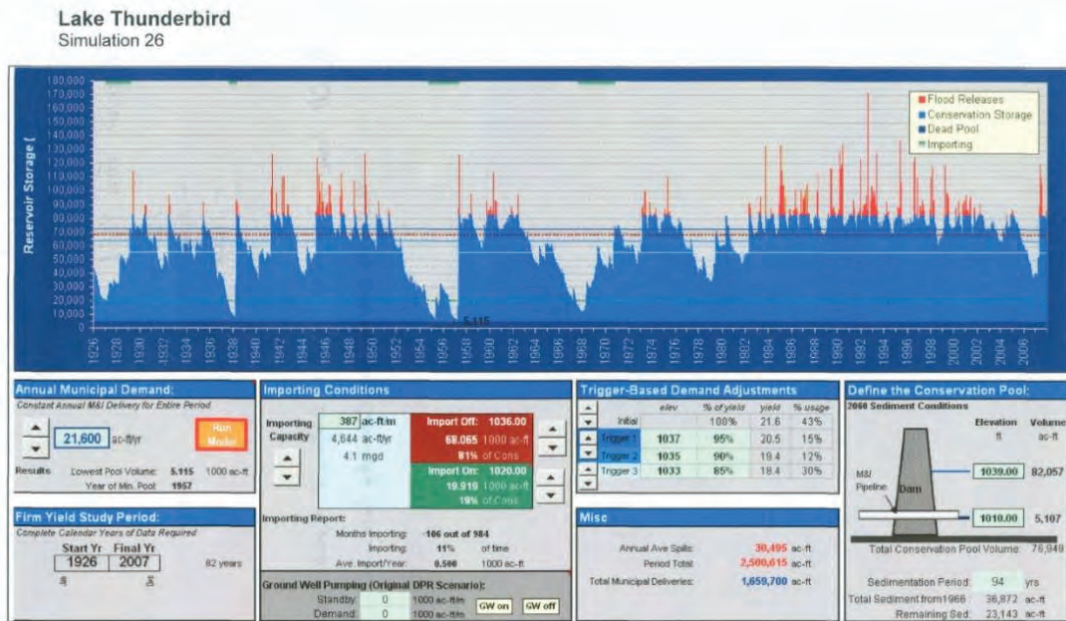 Lake Thunderbird
Simulation 26
180,000
170,000
160,000
150,000
140,000
130,000
120,000
110,000
100,000
90,000
80,000
70,000
60,000
50,000
40,000
30,000
20,000
10,000
0
Reservoir Storage (
Flood Releases
Conservation Storage
Dead Pool
Importing
5.115
1926 1928 1930 1932 1934 1936 1938 1940 1942 1944 1946 1948 1950 1952 1954 1956 1958 1960 1962 1964 1966 1968 1970 1972 1974 1976 1978 1980 1982 1984 1986 1988 1990 1992 1994 1996 1998 2000 2002 2004 2006
Annual Municipal Demand:
Constant Annual M&I Delivery for Entire Period
21,600 ac-ft/yr
Run Model
Results Lowest Pool Volume: 5.115 1000 ac-ft
Year of Min. Pool: 1957
Firm Yield Study Period:
Complete Calendar Years of Data Required
Start Yr Final Yr
1926 2007 82 years
Importing Conditions
Importing Capacity
387 ac-ft/m
4,644 ac-ft/yr
4.1 mgd
Import Off: 1036.00
68.065 1000 ac-ft
81% of Cons
Import On: 1020.00
19.919 1000 ac-ft
19% of Cons
Importing Report:
Months Importing: -106 out of 984
Importing: 11% of time
Ave. Import/Year: 0.500 1000 ac-ft
Ground Well Pumping (Original DPR Scenario):
Standby: 0 1000 ac-ft/m
Demand: 0 1000 ac-ft/m
GW on GW off
Trigger-Based Demand Adjustments
elev % of yield yield % usage
Initial 100% 21.6 43%
Trigger 1 1037 95% 20.5 15%
Trigger 2 1035 90% 19.4 12%
Trigger 3 1033 85% 18.4 30%
Misc
Annual Ave Spills: 30,495 ac-ft
Period Total: 2,500,615 ac-ft
Total Municipal Deliveries: 1,659,700 ac-ft
Define the Conservation Pool:
2060 Sediment Conditions
Elevation Volume
ft ac-ft
1039.00 82,057
M&I Pipeline
Dam
1010.00 5,107
Total Conservation Pool Volume: 76,949
Sedimentation Period: 94 yrs
Total Sediment from 1966: 36,872 ac-ft
Remaining Sed: 23,143 ac-ft